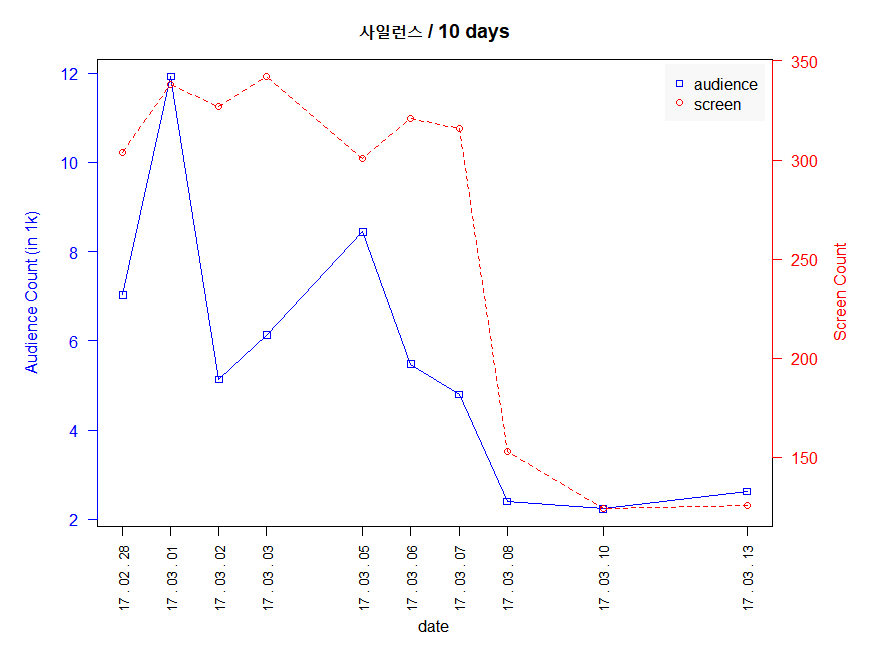 사일런스 / 10 days
audience
screen
Audience Count (in 1k)
12
10
8
6
4
2
350
300
250
200
150
Screen Count
17 . 02 . 28
17 . 03 . 01
17 . 03 . 02
17 . 03 . 03
17 . 03 . 05
17 . 03 . 06
17 . 03 . 07
17 . 03 . 08
17 . 03 . 10
17 . 03 . 13
date